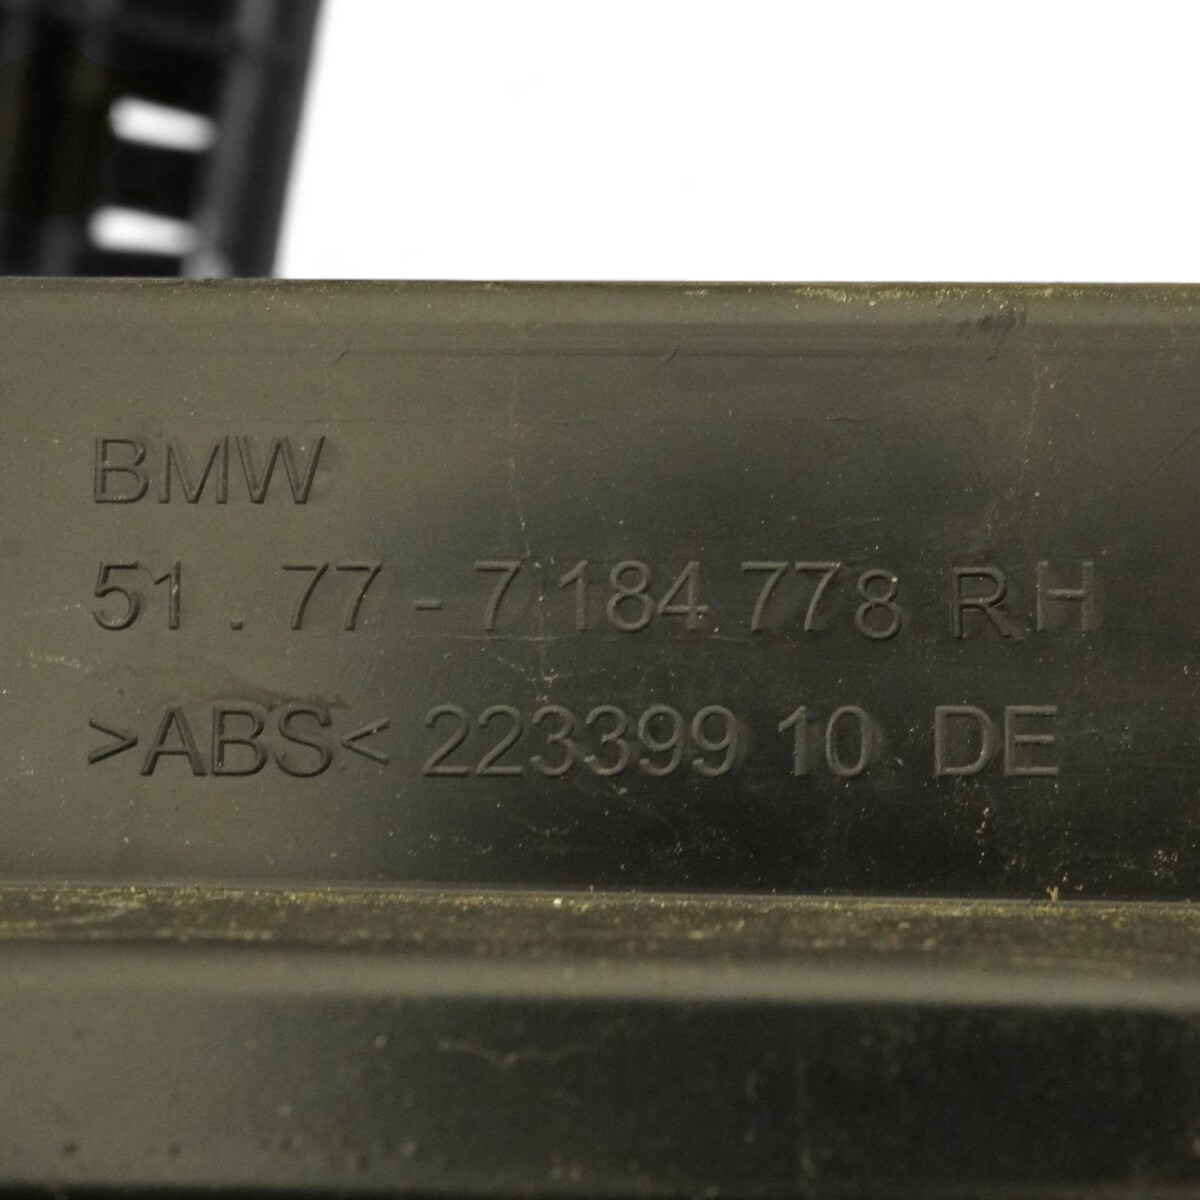 BMW
51.77-7 184 778 RH
>ABS< 223399 10 DE